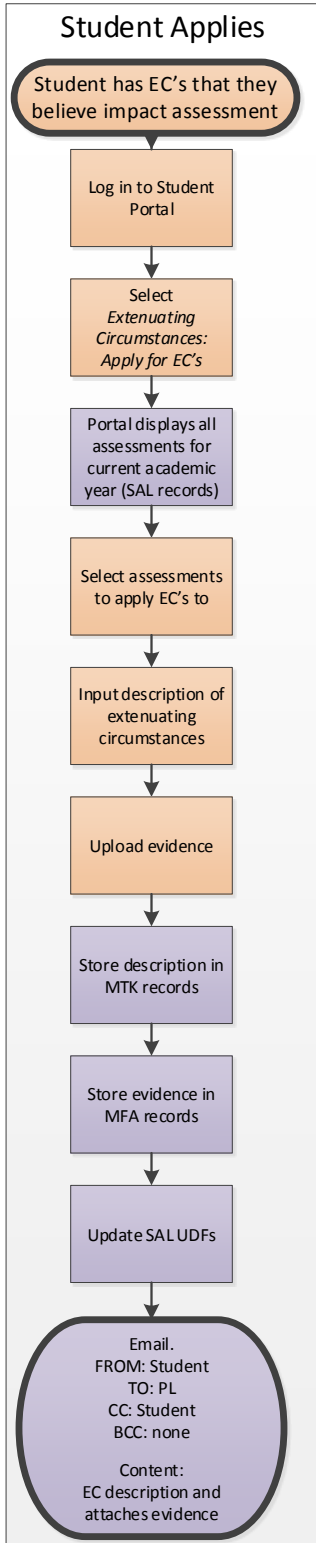 Student Applies
Student has EC's that they
believe impact assessment
Log in to Student
Portal
Select
Extenuating
Circumstances:
Apply for EC's
Portal displays all
assessments for
current academic
year (SAL records)
Select assessments
to apply EC's to
Input description of
extenuating
circumstances
Upload evidence
Store description in
MTK records
Store evidence in
MFA records
Update SAL UDFs
Email.
FROM: Student
TO: PL
CC: Student
BCC: none
Content:
EC description and
attaches evidence